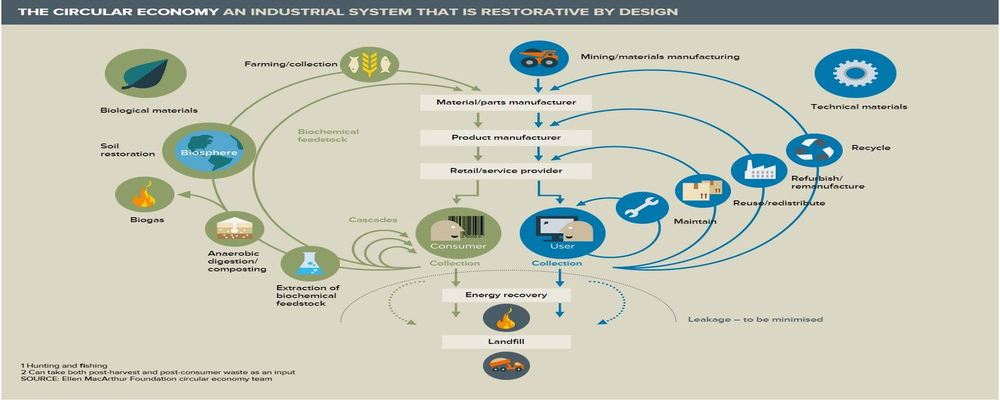 THE CIRCULAR ECONOMY AN INDUSTRIAL SYSTEM THAT IS RESTORATIVE BY DESIGN
Farming/collection
Mining/materials manufacturing
Biological materials
Technical materials
Material/parts manufacturer
Biochemical
feedstock
Product manufacturer
Soil
restoration
Biosphere
Recycle
Retail/service provider
Refurbish/
remanufacture
Biogas
Reuse/redistribute
Cascades
Maintain
Consumer
User
Anaerobic
digestion/
composting
Collection
Collection
Extraction of
biochemical
feedstock
Energy recovery
Leakage – to be minimised
Landfill
1 Hunting and fishing
2 Can take both post-harvest and post-consumer waste as an input
SOURCE: Ellen MacArthur Foundation circular economy team